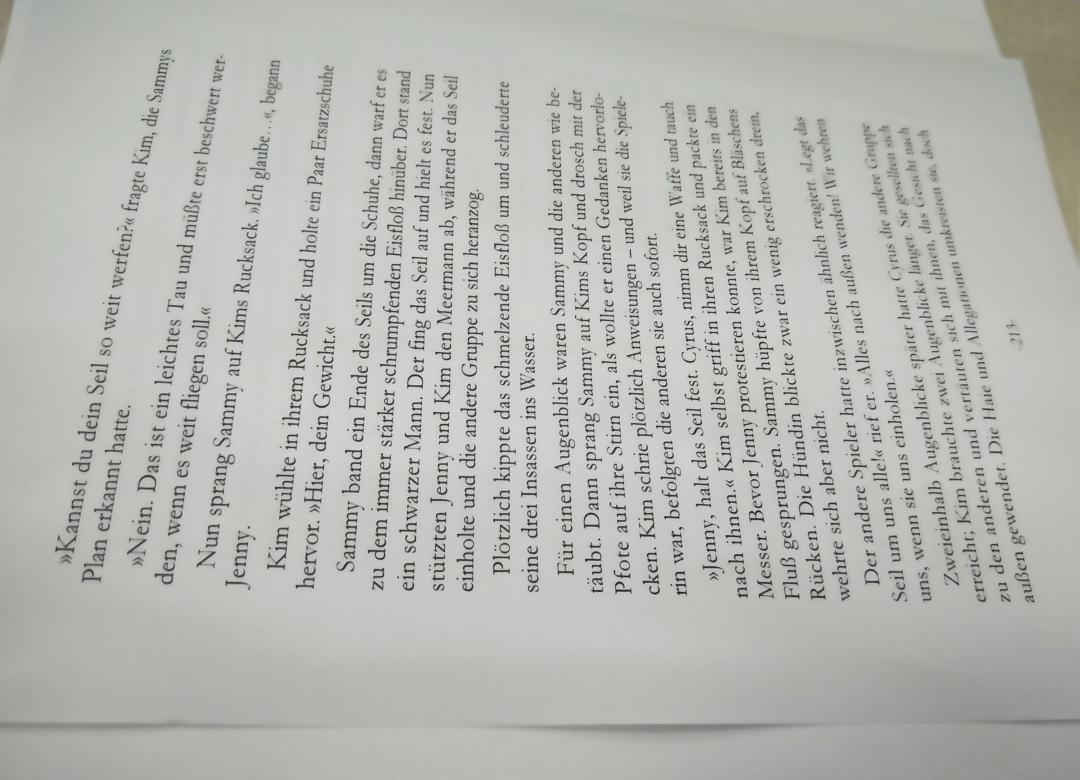 »Kannst du dein Seil so weit werfen?« fragte Kim, die Sammys
Plan erkannt hatte.
»Nein. Das ist ein leichtes Tau und müßte erst beschwert wer-
den, wenn es weit fliegen soll.«
Nun sprang Sammy auf Kims Rucksack. »Ich glaube…«, begann
Jenny.
Kim wühlte in ihrem Rucksack und holte ein Paar Ersatzschuhe
hervor. »Hier, dein Gewicht.«
Sammy band ein Ende des Seils um die Schuhe, dann warf er es
zu dem immer stärker schrumpfenden Eisfloß hinüber. Dort stand
ein schwarzer Mann. Der fing das Seil auf und hielt es fest. Nun
stützten Jenny und Kim den Meermann ab, während er das Seil
einholte und die andere Gruppe zu sich heranzog.
Plötzlich kippte das schmelzende Eisfloß um und schleuderte
seine drei Insassen ins Wasser.
Für einen Augenblick waren Sammy und die anderen wie be-
täubt. Dann sprang Sammy auf Kims Kopf und drosch mit der
Pfote auf ihre Stirn ein, als wollte er einen Gedanken hervorlo-
cken. Kim schrie plötzlich Anweisungen – und weil sie die Spiele-
rin war, befolgten die anderen sie auch sofort.
»Jenny, halt das Seil fest. Cyrus, nimm dir eine Waffe und tauch
nach ihnen.« Kim selbst griff in ihren Rucksack und packte ein
Messer. Bevor Jenny protestieren konnte, war Kim bereits in den
Fluß gesprungen. Sammy hüpfte von ihrem Kopf auf Bläschens
Rücken. Die Hündin blickte zwar ein wenig erschrocken drein,
wehrte sich aber nicht.
Der andere Spieler hatte inzwischen ähnlich reagiert. »Legt das
Seil um uns alle!« rief er. »Alles nach außen wenden! Wir wehren
uns, wenn sie uns einholen.«
Zweieinhalb Augenblicke später hatte Cyrus die andere Gruppe
erreicht; Kim brauchte zwei Augenblicke länger. Sie gesellten sich
zu den anderen und vertäuten sich mit ihnen, das Gesicht nach
außen gewendet. Die Haie und Allegationen umkreisten sie, doch
-213-